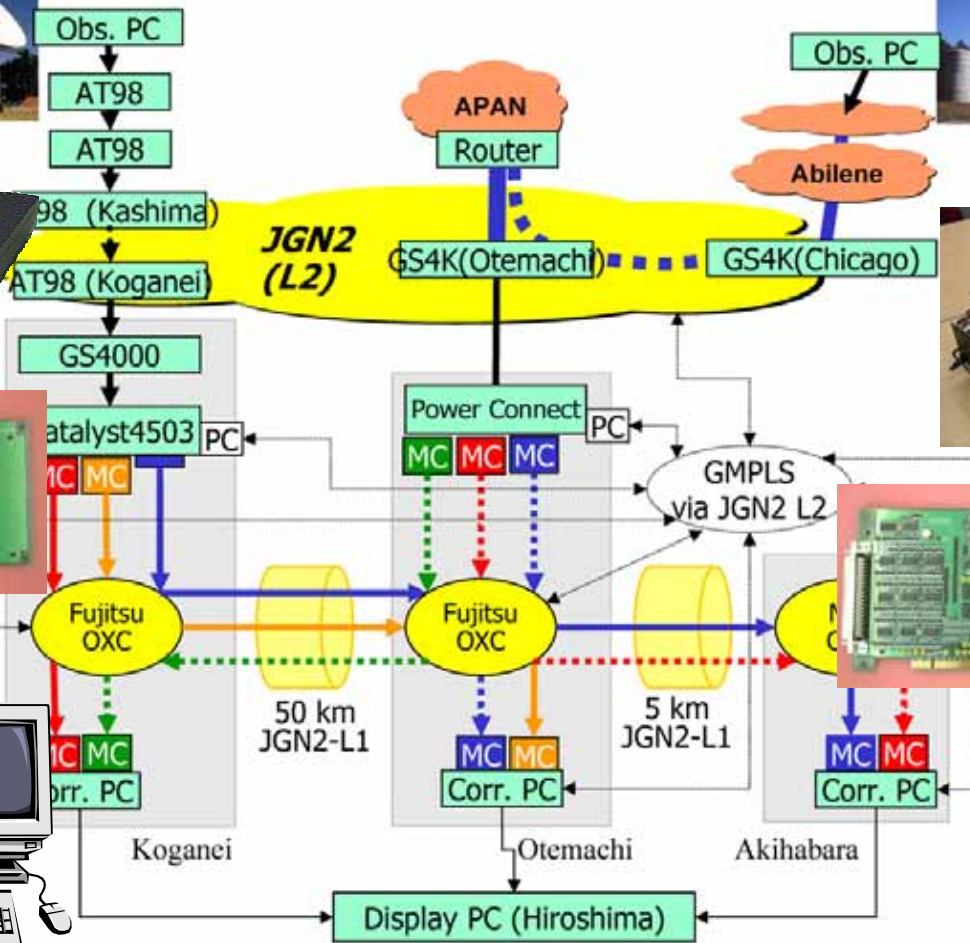 Obs. PC
AT98
AT98
98 (Kashima)
AT98 (Koganei)
GS4000
atalyst4503
PC
MC
MC
APAN
Router
JGN2
(L2)
GS4K(Otemachi)
Obs. PC
Abilene
GS4K(Chicago)
Power Connect
PC
MC
MC
MC
GMPLS
via JGN2 L2
Fujitsu
OXC
50 km
JGN2-L1
Fujitsu
OXC
5 km
JGN2-L1
MC
MC
orr. PC
MC
MC
Corr. PC
MC
MC
Corr. PC
Koganei
Otemachi
Akihabara
Display PC (Hiroshima)